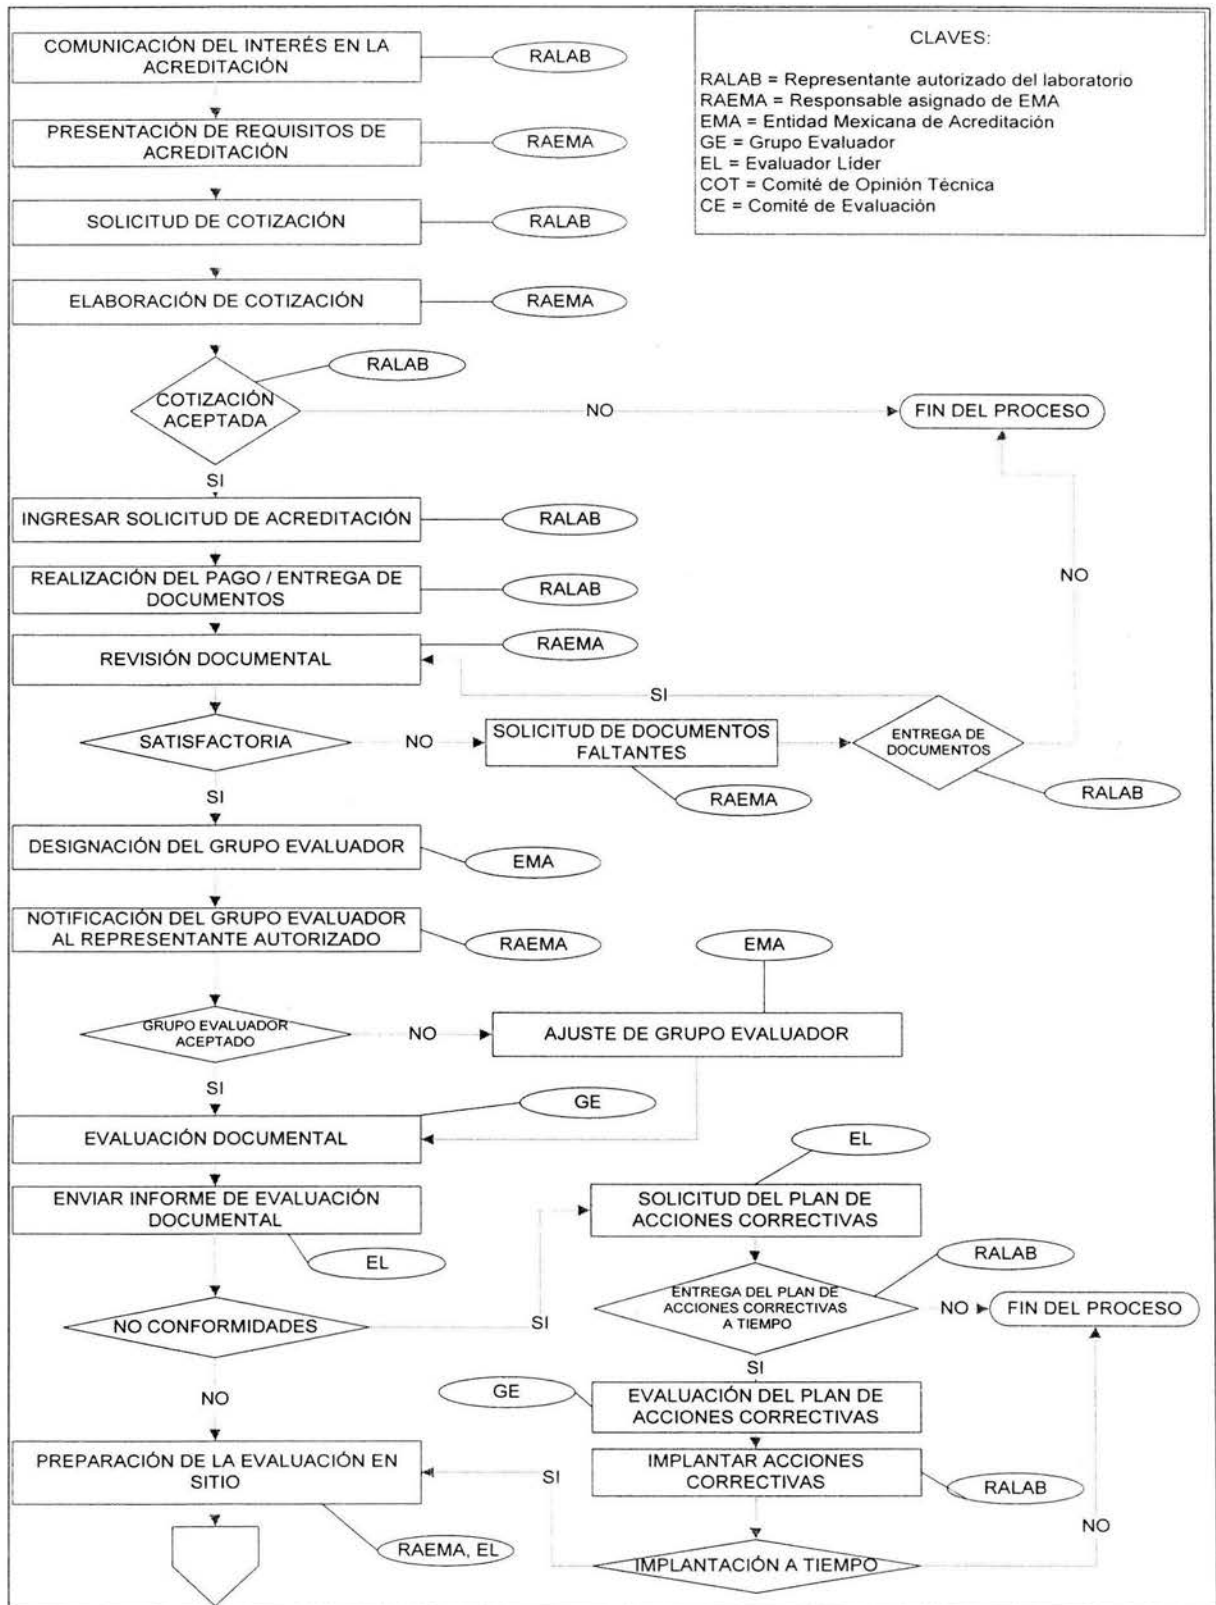 COMUNICACIÓN DEL INTERÉS EN LA
ACREDITACIÓN
RALAB
CLAVES:
RALAB = Representante autorizado del laboratorio
RAEMA = Responsable asignado de EMA
EMA = Entidad Mexicana de Acreditación
GE = Grupo Evaluador
EL = Evaluador Líder
COT = Comité de Opinión Técnica
CE = Comité de Evaluación
PRESENTACIÓN DE REQUISITOS DE
ACREDITACIÓN
RAEMA
SOLICITUD DE COTIZACIÓN
RALAB
ELABORACIÓN DE COTIZACIÓN
RAEMA
RALAB
COTIZACIÓN
ACEPTADA
NO
FIN DEL PROCESO
SI
INGRESAR SOLICITUD DE ACREDITACIÓN
RALAB
REALIZACIÓN DEL PAGO / ENTREGA DE
DOCUMENTOS
RALAB
NO
REVISIÓN DOCUMENTAL
RAEMA
SI
SATISFACTORIA
NO
SOLICITUD DE DOCUMENTOS
FALTANTES
ENTREGA DE
DOCUMENTOS
RAEMA
RALAB
SI
DESIGNACIÓN DEL GRUPO EVALUADOR
EMA
NOTIFICACIÓN DEL GRUPO EVALUADOR
AL REPRESENTANTE AUTORIZADO
RAEMA
EMA
GRUPO EVALUADOR
ACEPTADO
NO
AJUSTE DE GRUPO EVALUADOR
SI
GE
EVALUACIÓN DOCUMENTAL
EL
ENVIAR INFORME DE EVALUACIÓN
DOCUMENTAL
EL
SOLICITUD DEL PLAN DE
ACCIONES CORRECTIVAS
RALAB
NO CONFORMIDADES
SI
ENTREGA DEL PLAN DE
ACCIONES CORRECTIVAS
A TIEMPO
NO
FIN DEL PROCESO
SI
NO
GE
EVALUACIÓN DEL PLAN DE
ACCIONES CORRECTIVAS
PREPARACIÓN DE LA EVALUACIÓN EN
SITIO
SI
IMPLANTAR ACCIONES
CORRECTIVAS
RALAB
NO
RAEMA, EL
IMPLANTACIÓN A TIEMPO